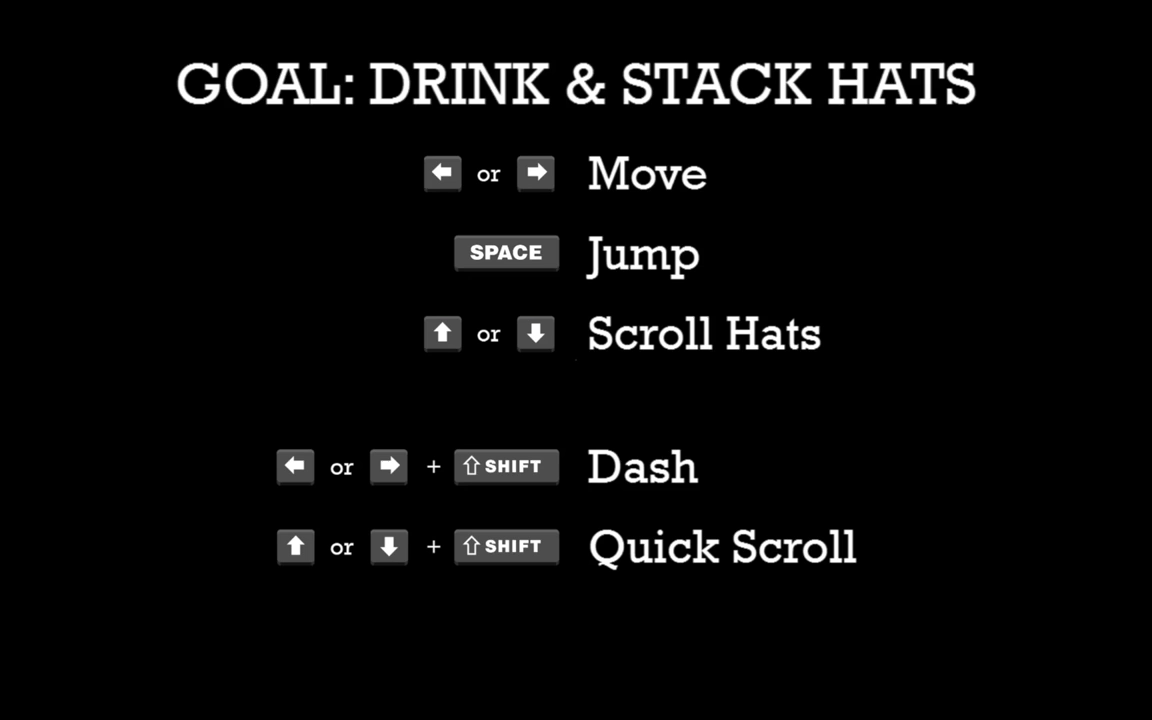 GOAL: DRINK & STACK HATS
← or → Move
SPACE Jump
↑ or ↓ Scroll Hats
← or → + ⇧ SHIFT Dash
↑ or ↓ + ⇧ SHIFT Quick Scroll